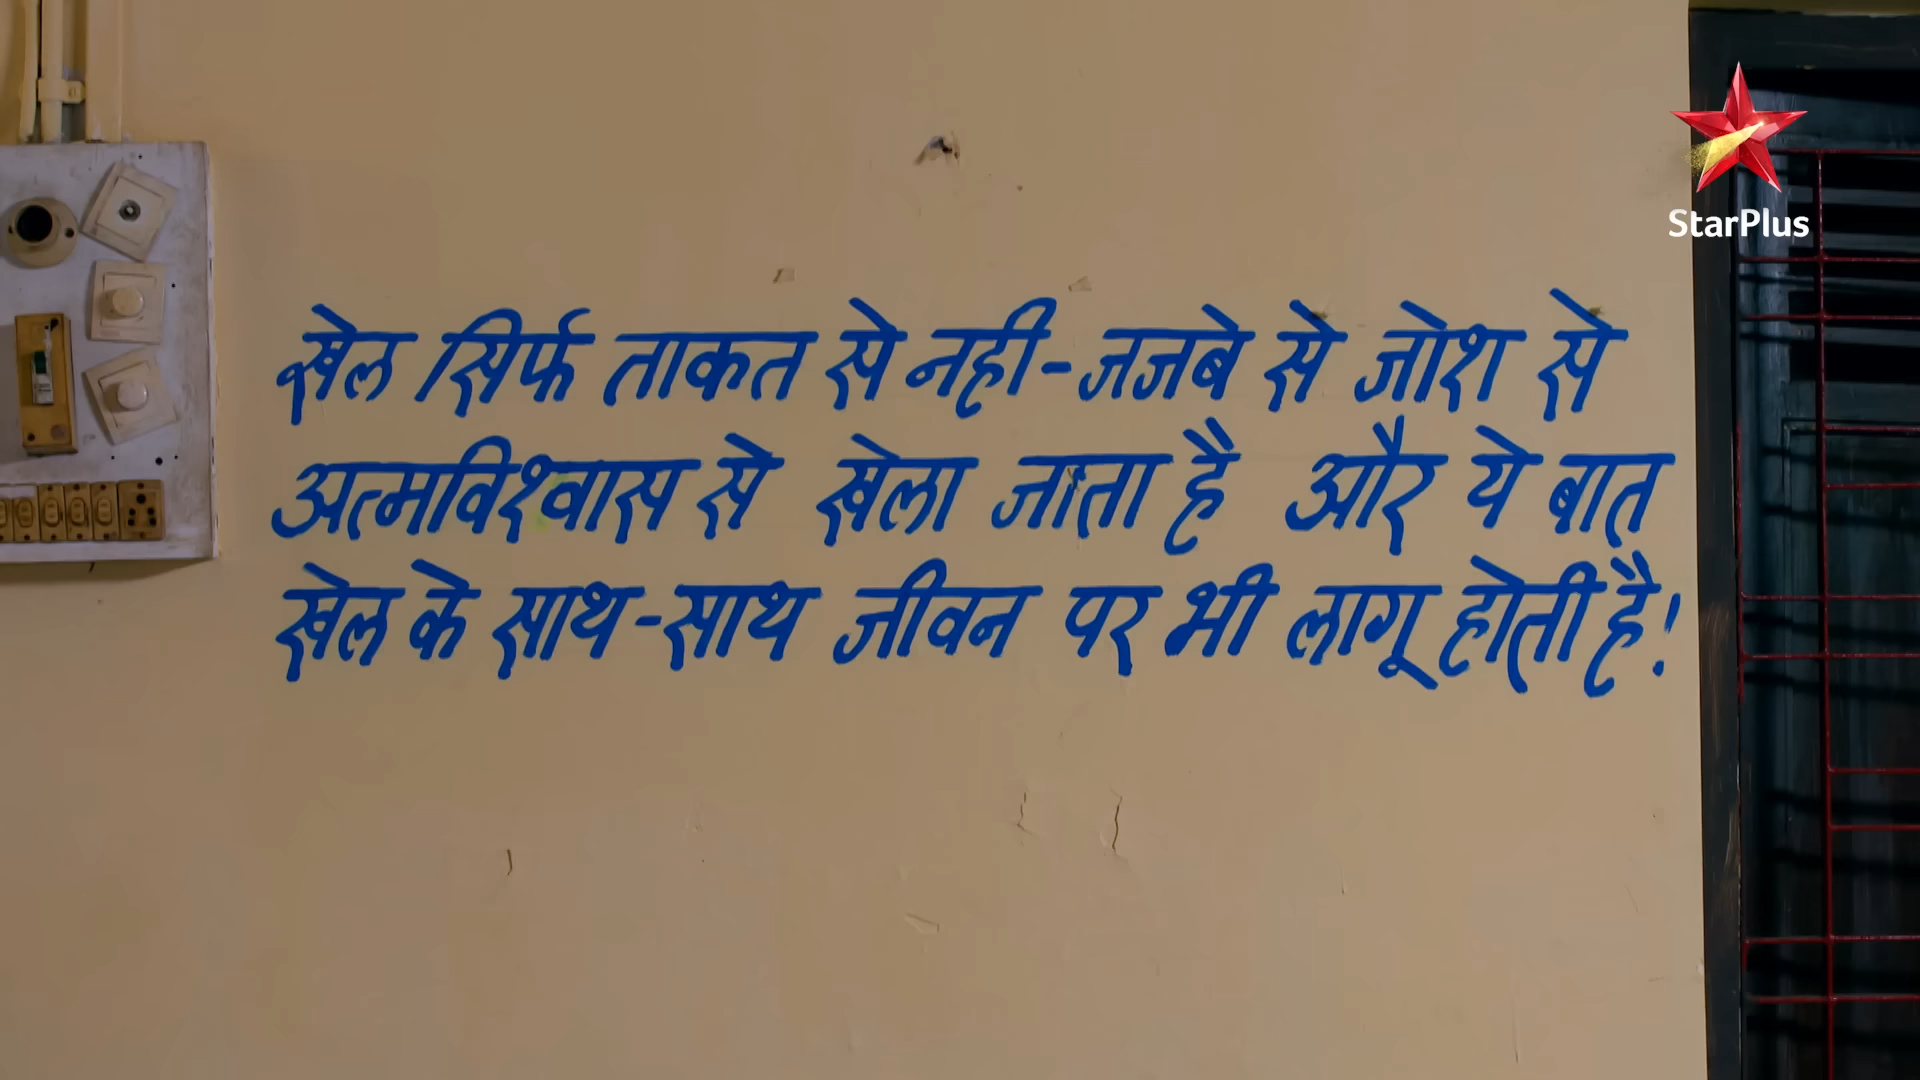 खेल सिर्फ ताकत से नही-जजबे से जोश से
अत्मविश्वास से खेला जाता है और ये बात
खेल के साथ-साथ जीवन पर भी लागू होती है!
StarPlus